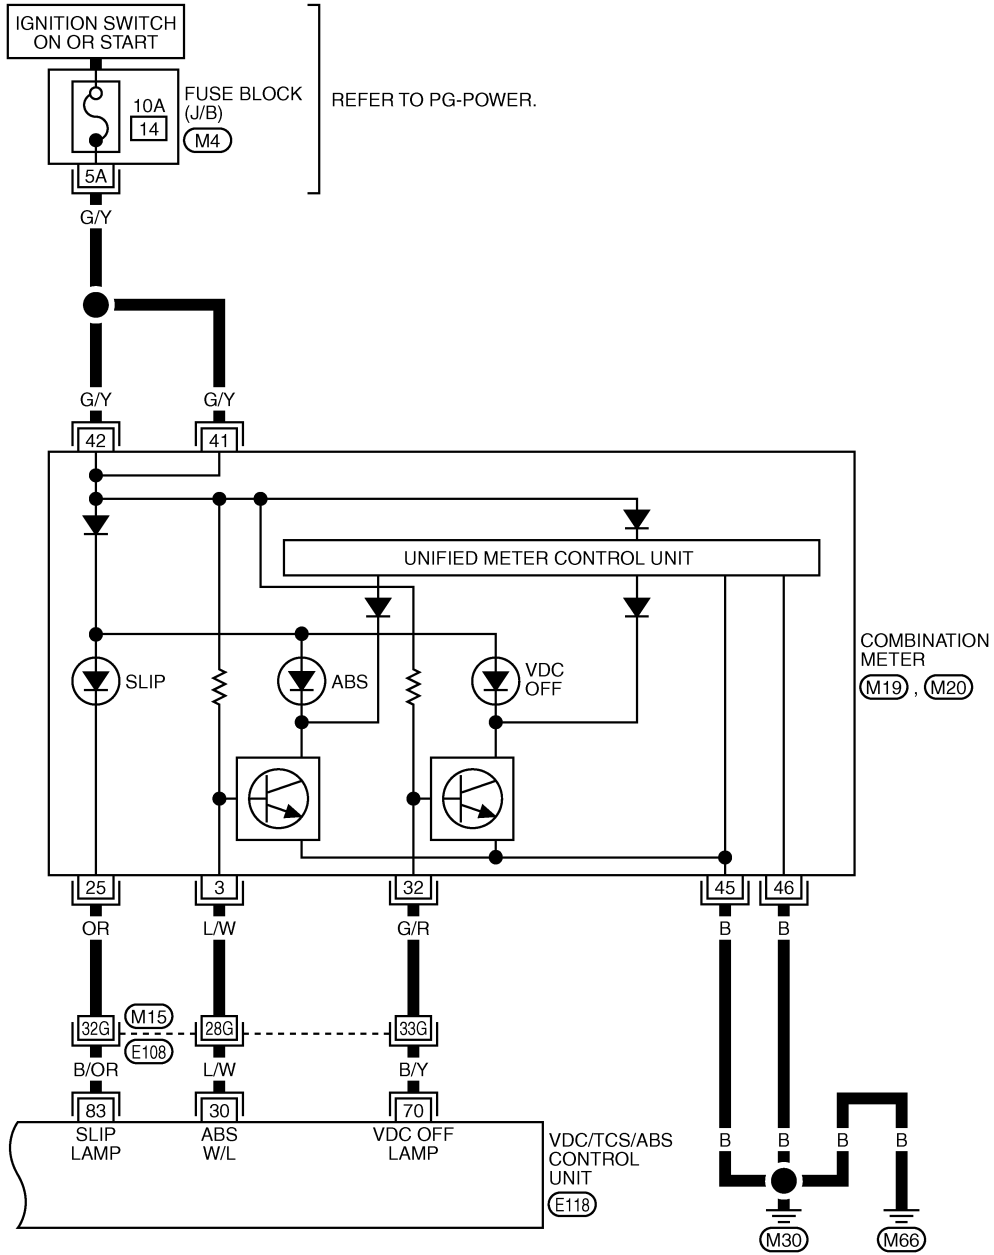 IGNITION SWITCH
ON OR START
FUSE BLOCK
(J/B)
10A
14
M4
REFER TO PG-POWER.
5A
G/Y
G/Y
G/Y
42
41
UNIFIED METER CONTROL UNIT
COMBINATION
METER
M19 , M20
SLIP
ABS
VDC
OFF
25
3
32
45
46
OR
L/W
G/R
B
B
M15
32G
28G
33G
E108
B/OR
L/W
B/Y
83
30
70
SLIP
LAMP
ABS
W/L
VDC OFF
LAMP
VDC/TCS/ABS
CONTROL
UNIT
E118
B
B
B
B
M30
M66